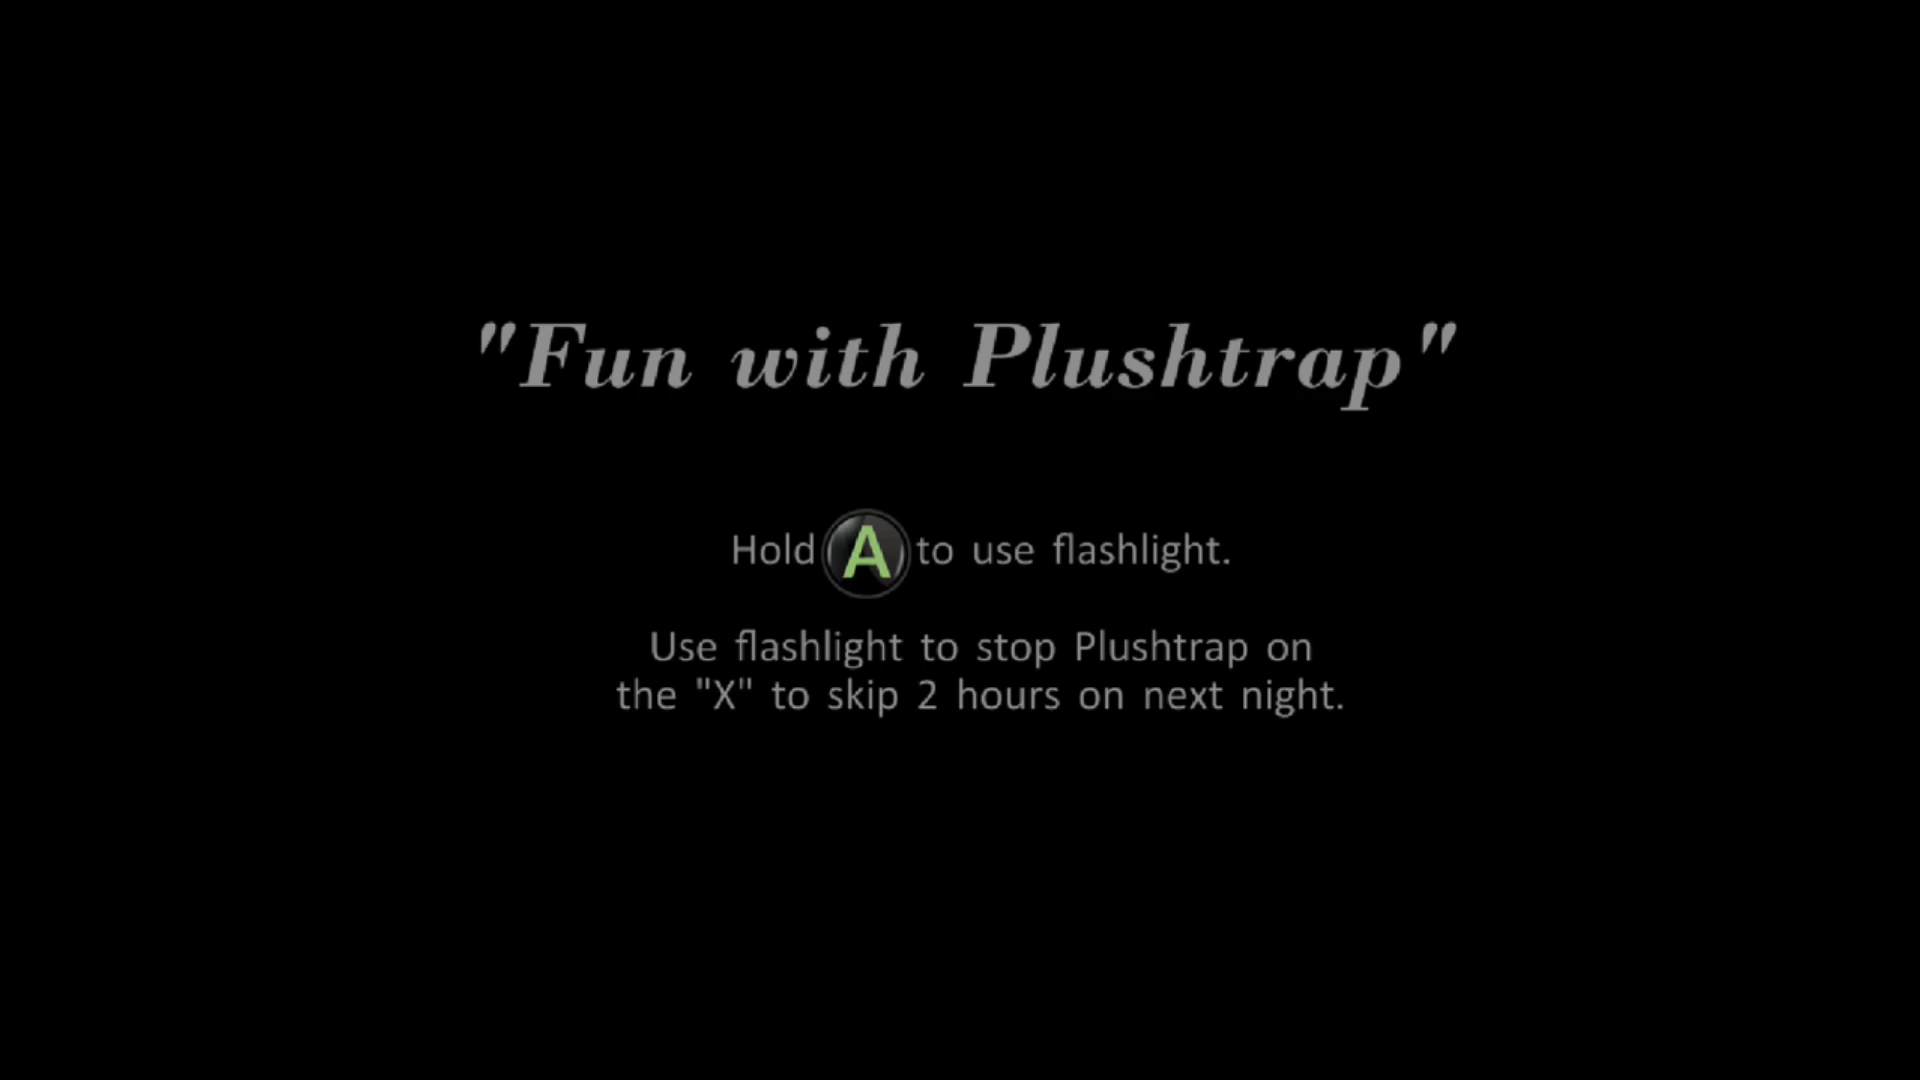 "Fun with Plushtrap"
Hold A to use flashlight.
Use flashlight to stop Plushtrap on
the "X" to skip 2 hours on next night.